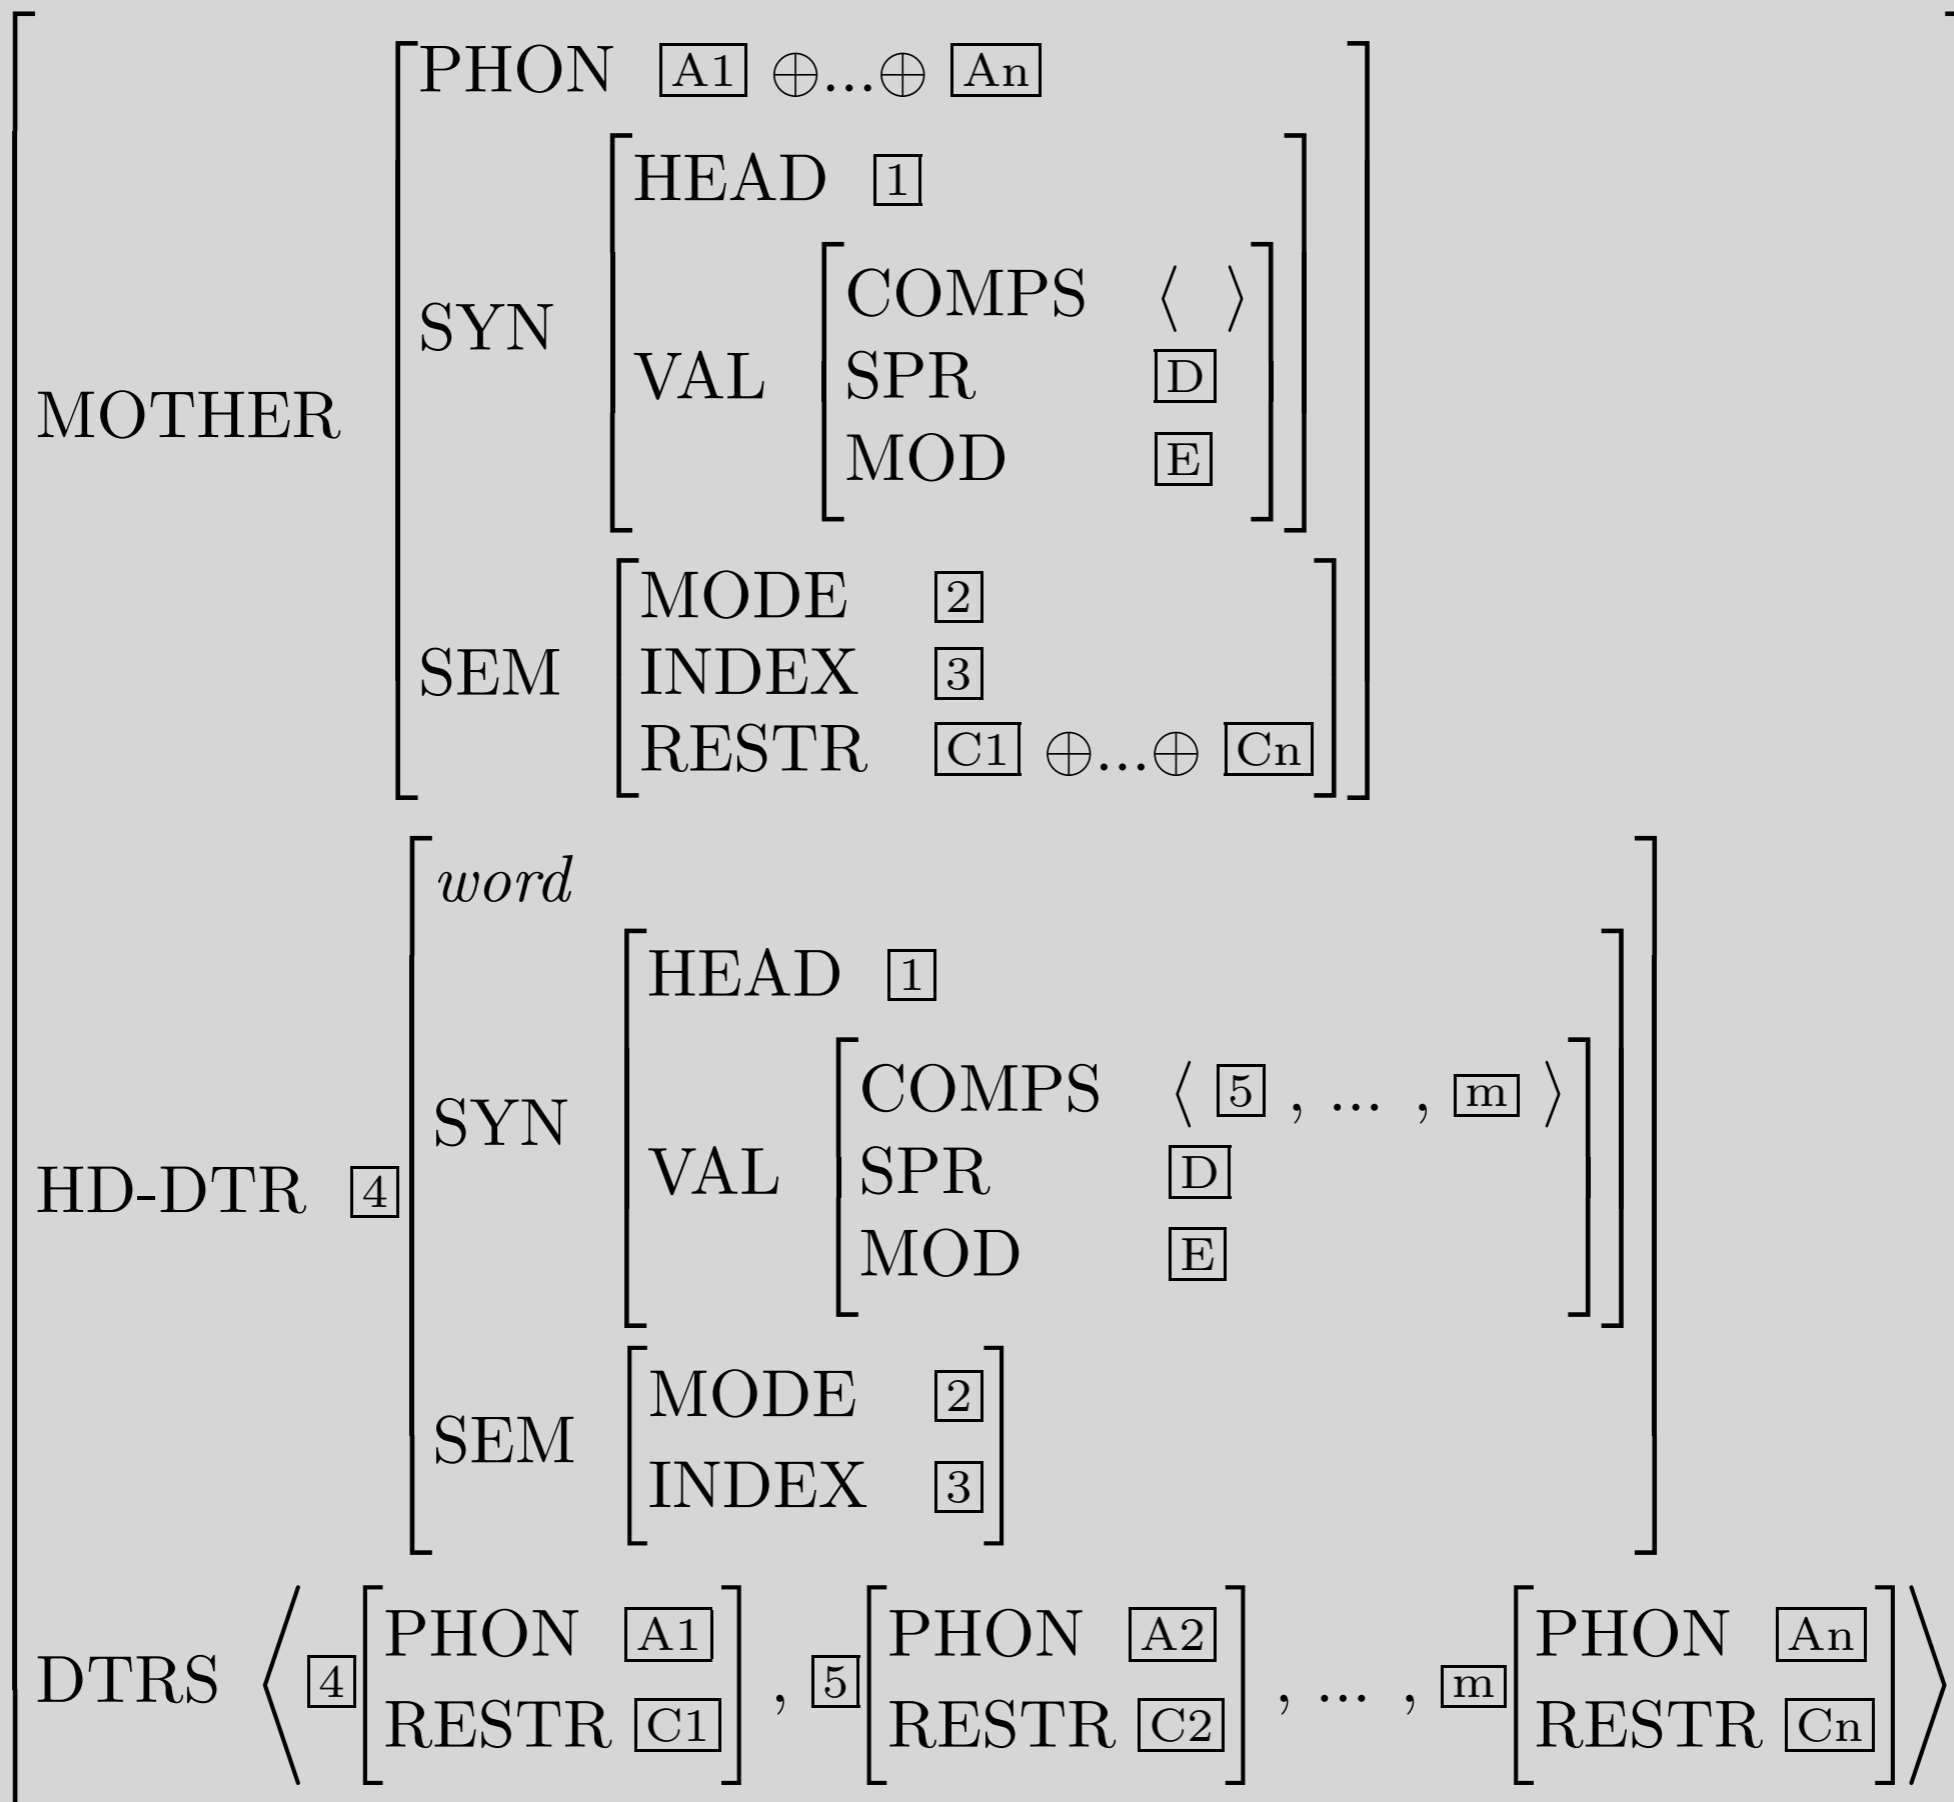 PHON A1 ⊕...⊕ An
HEAD 1
COMPS ⟨ ⟩
SYN
VAL SPR D
MOTHER
MOD E
MODE 2
SEM INDEX 3
RESTR C1 ⊕...⊕ Cn
word
HEAD 1
COMPS ⟨ 5 , ... , m ⟩
SYN
VAL SPR D
HD-DTR 4
MOD E
MODE 2
SEM
INDEX 3
PHON A1 PHON A2 PHON An
DTRS ⟨ 4 , 5 , ... , m ⟩
RESTR C1 RESTR C2 RESTR Cn